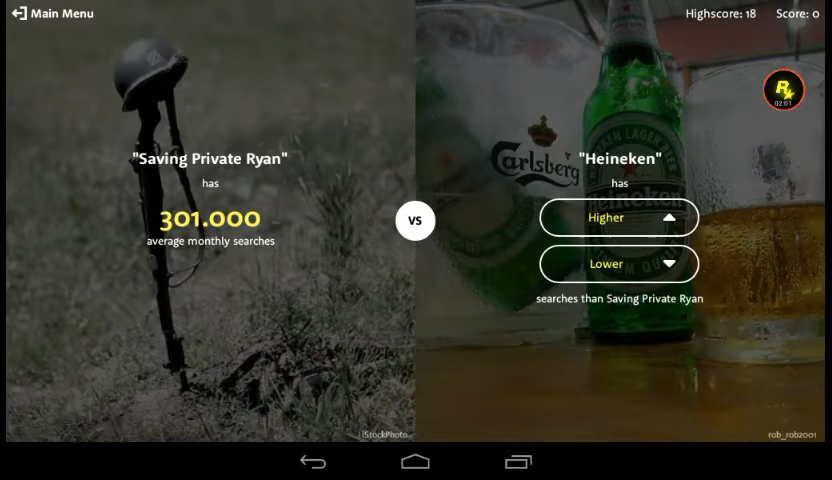 Main Menu
Highscore: 18
Score: 0
"Saving Private Ryan"
has
301.000
average monthly searches
VS
Carlsberg
"Heineken"
has
Higher
Lower
searches than Saving Private Ryan
R
02:01
iStockPhoto
rob_rob2001